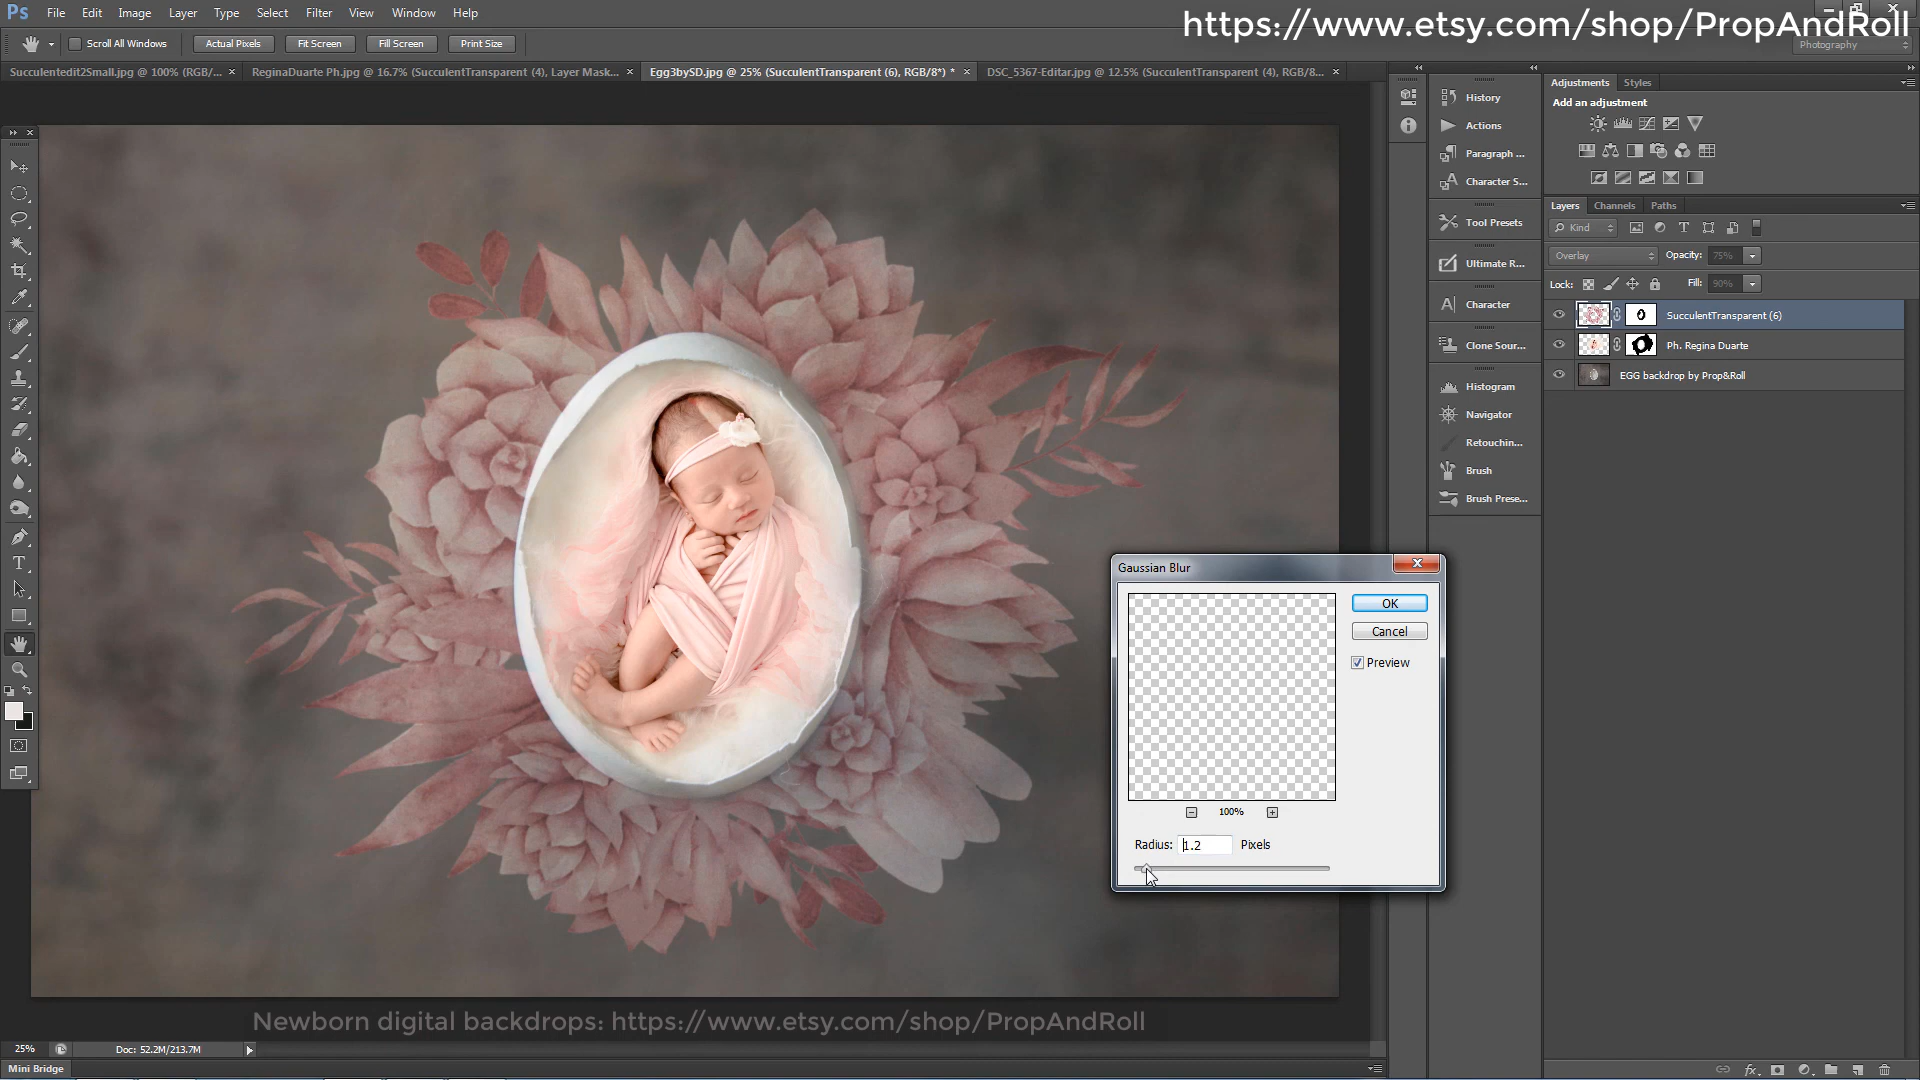 Ps File Edit Image Layer Type Select Filter View Window Help
https://www.etsy.com/shop/PropAndRoll
Scroll All Windows Actual Pixels Fit Screen Fill Screen Print Size Photography
Succulentedit2Small.jpg @ 100% (RGB/... × ReginaDuarte Ph.jpg @ 16.7% (SucculentTransparent (4), Layer Mask... × Egg3bySD.jpg @ 25% (SucculentTransparent (6), RGB/8*) * × DSC_5367-Editar.jpg @ 12.5% (SucculentTransparent (4), RGB/8... ×
History
Actions
Paragraph ...
Character S...
Tool Presets
Ultimate R...
Character
Clone Sour...
Histogram
Navigator
Retouchin...
Brush
Brush Prese...
Adjustments Styles
Add an adjustment
Layers Channels Paths
Kind
Overlay Opacity: 75%
Lock: Fill: 90%
SucculentTransparent (6)
Ph. Regina Duarte
EGG backdrop by Prop&Roll
Gaussian Blur
OK
Cancel
Preview
100%
Radius: 1.2 Pixels
Newborn digital backdrops: https://www.etsy.com/shop/PropAndRoll
25% Doc: 52.2M/213.7M
Mini Bridge